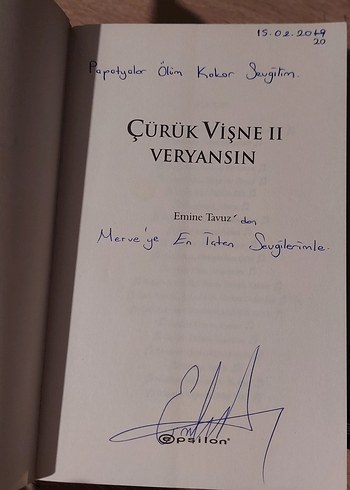 15.02.2019
20
Papatyalar Ölüm Kokar Sevgilim.
ÇÜRÜK VİŞNE II
VERYANSIN
Emine Tavuz'dan
Merve'ye En İçten Sevgilerimle.
epsilon